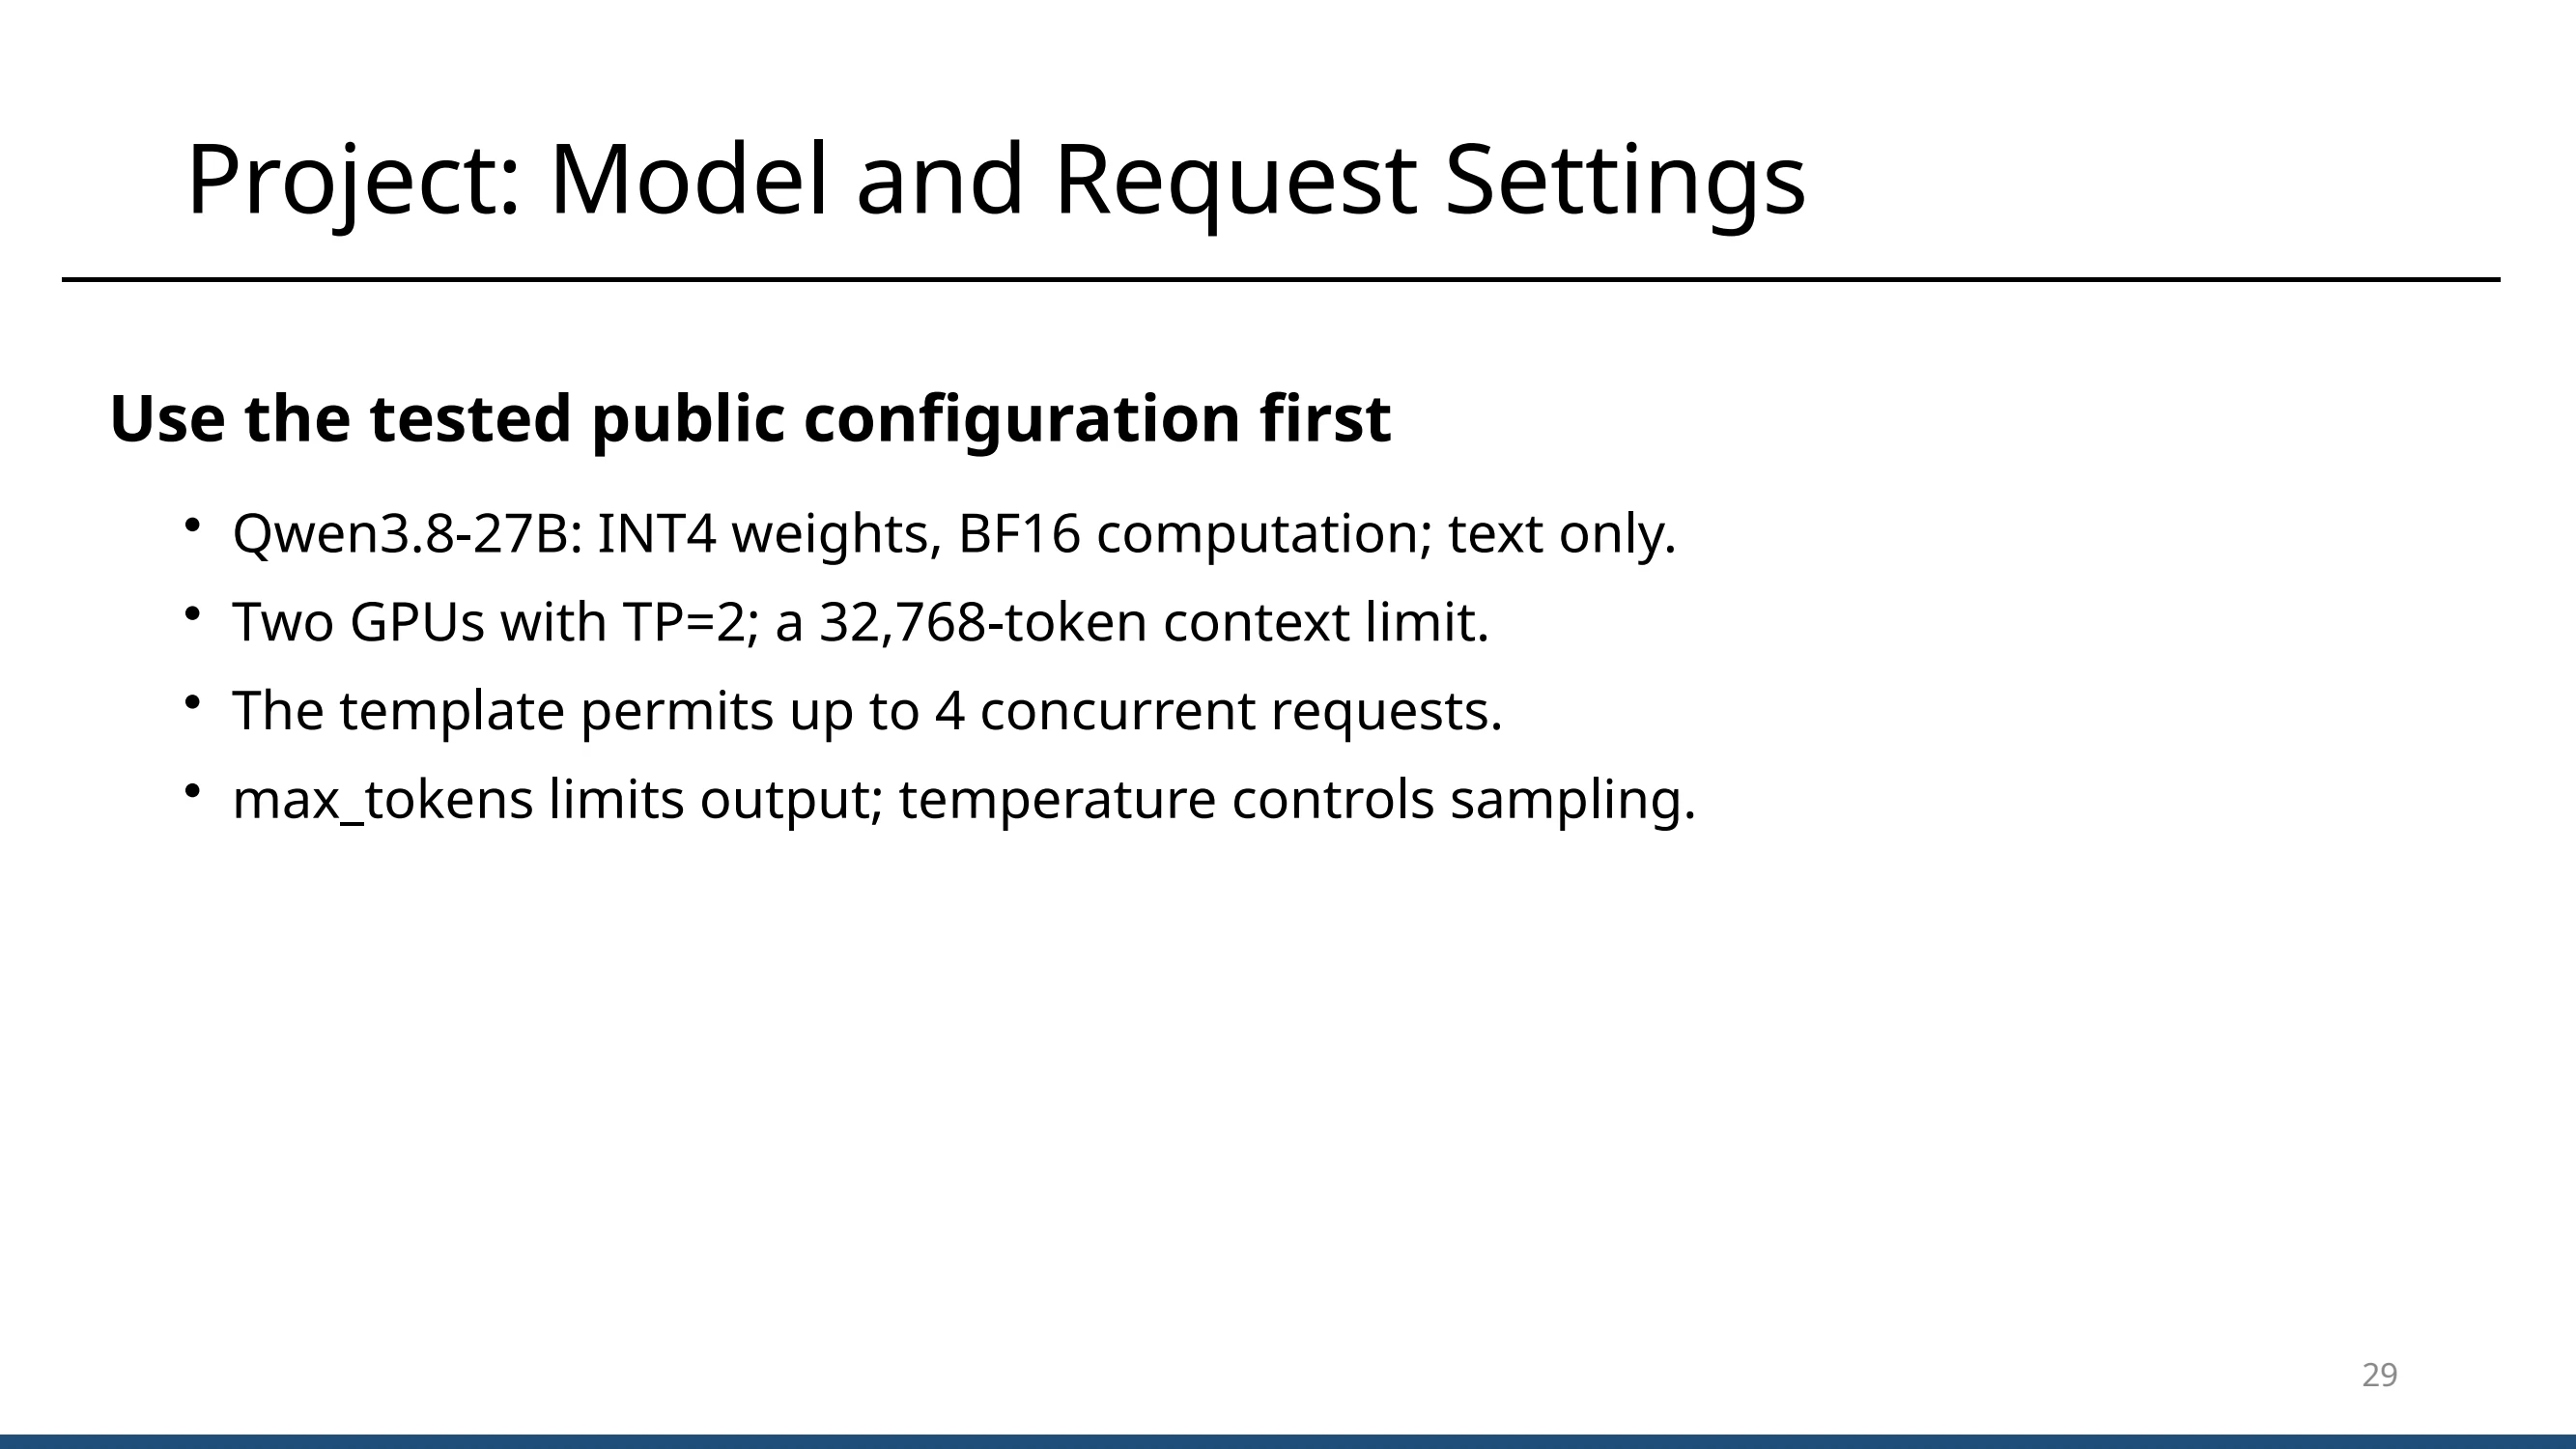 Project: Model and Request Settings
Use the tested public configuration first
• Qwen3.8-27B: INT4 weights, BF16 computation; text only.
• Two GPUs with TP=2; a 32,768-token context limit.
• The template permits up to 4 concurrent requests.
• max_tokens limits output; temperature controls sampling.
29